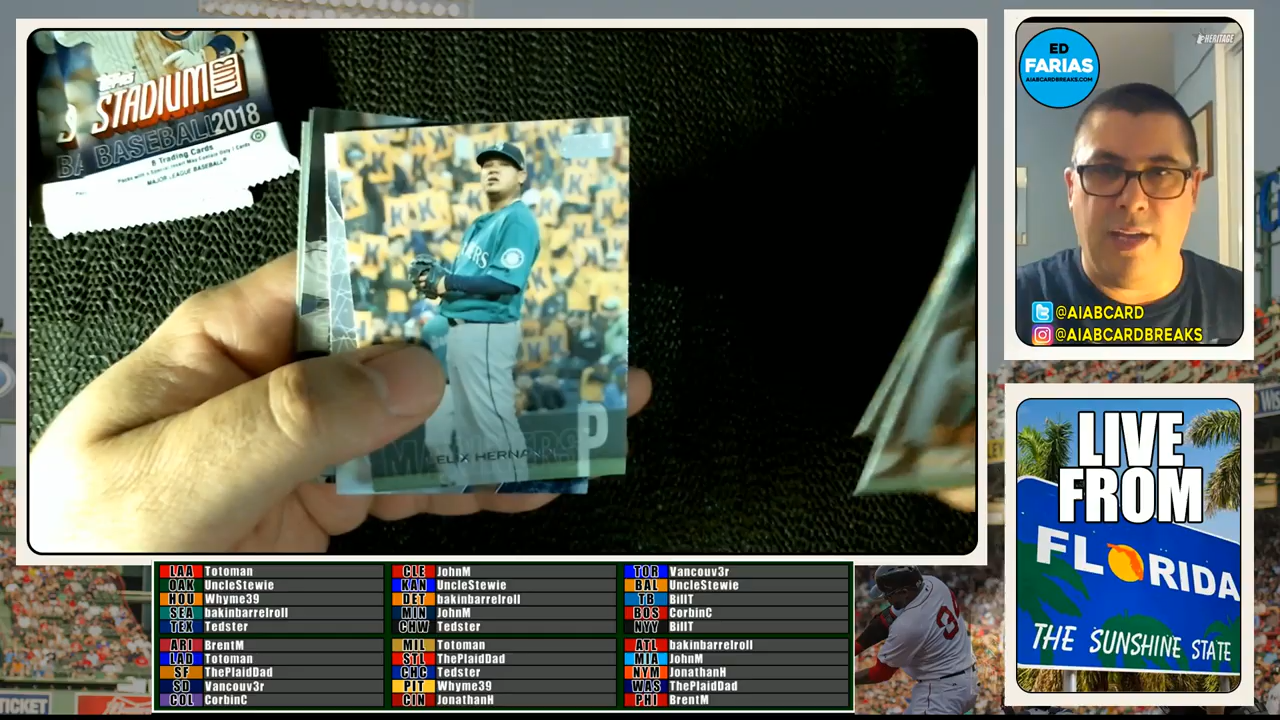 TOPPS
STADIUM CLUB
BASEBALL 2018
8 Trading Cards
MAJOR LEAGUE BASEBALL
K K
MARINERS
FELIX HERNAN
P
ED
FARIAS
AIABCARDBREAKS.COM
HERITAGE
@AIABCARD
@AIABCARDBREAKS
LIVE
FROM
FLORIDA
THE SUNSHINE STATE
LAA Totoman
OAK UncleStewie
HOU Whyme39
SEA bakinbarrelroll
TEX Tedster
CLE JohnM
KAN UncleStewie
DET bakinbarrelroll
MIN JohnM
CHW Tedster
TOR Vancouv3r
BAL UncleStewie
TB BillT
BOS CorbinC
NYY BillT
ARI BrentM
LAD Totoman
SF ThePlaidDad
SD Vancouv3r
COL CorbinC
MIL Totoman
STL ThePlaidDad
CHC Tedster
PIT Whyme39
CIN JonathanH
ATL bakinbarrelroll
MIA JohnM
NYM JonathanH
WAS ThePlaidDad
PHI BrentM
TICKET